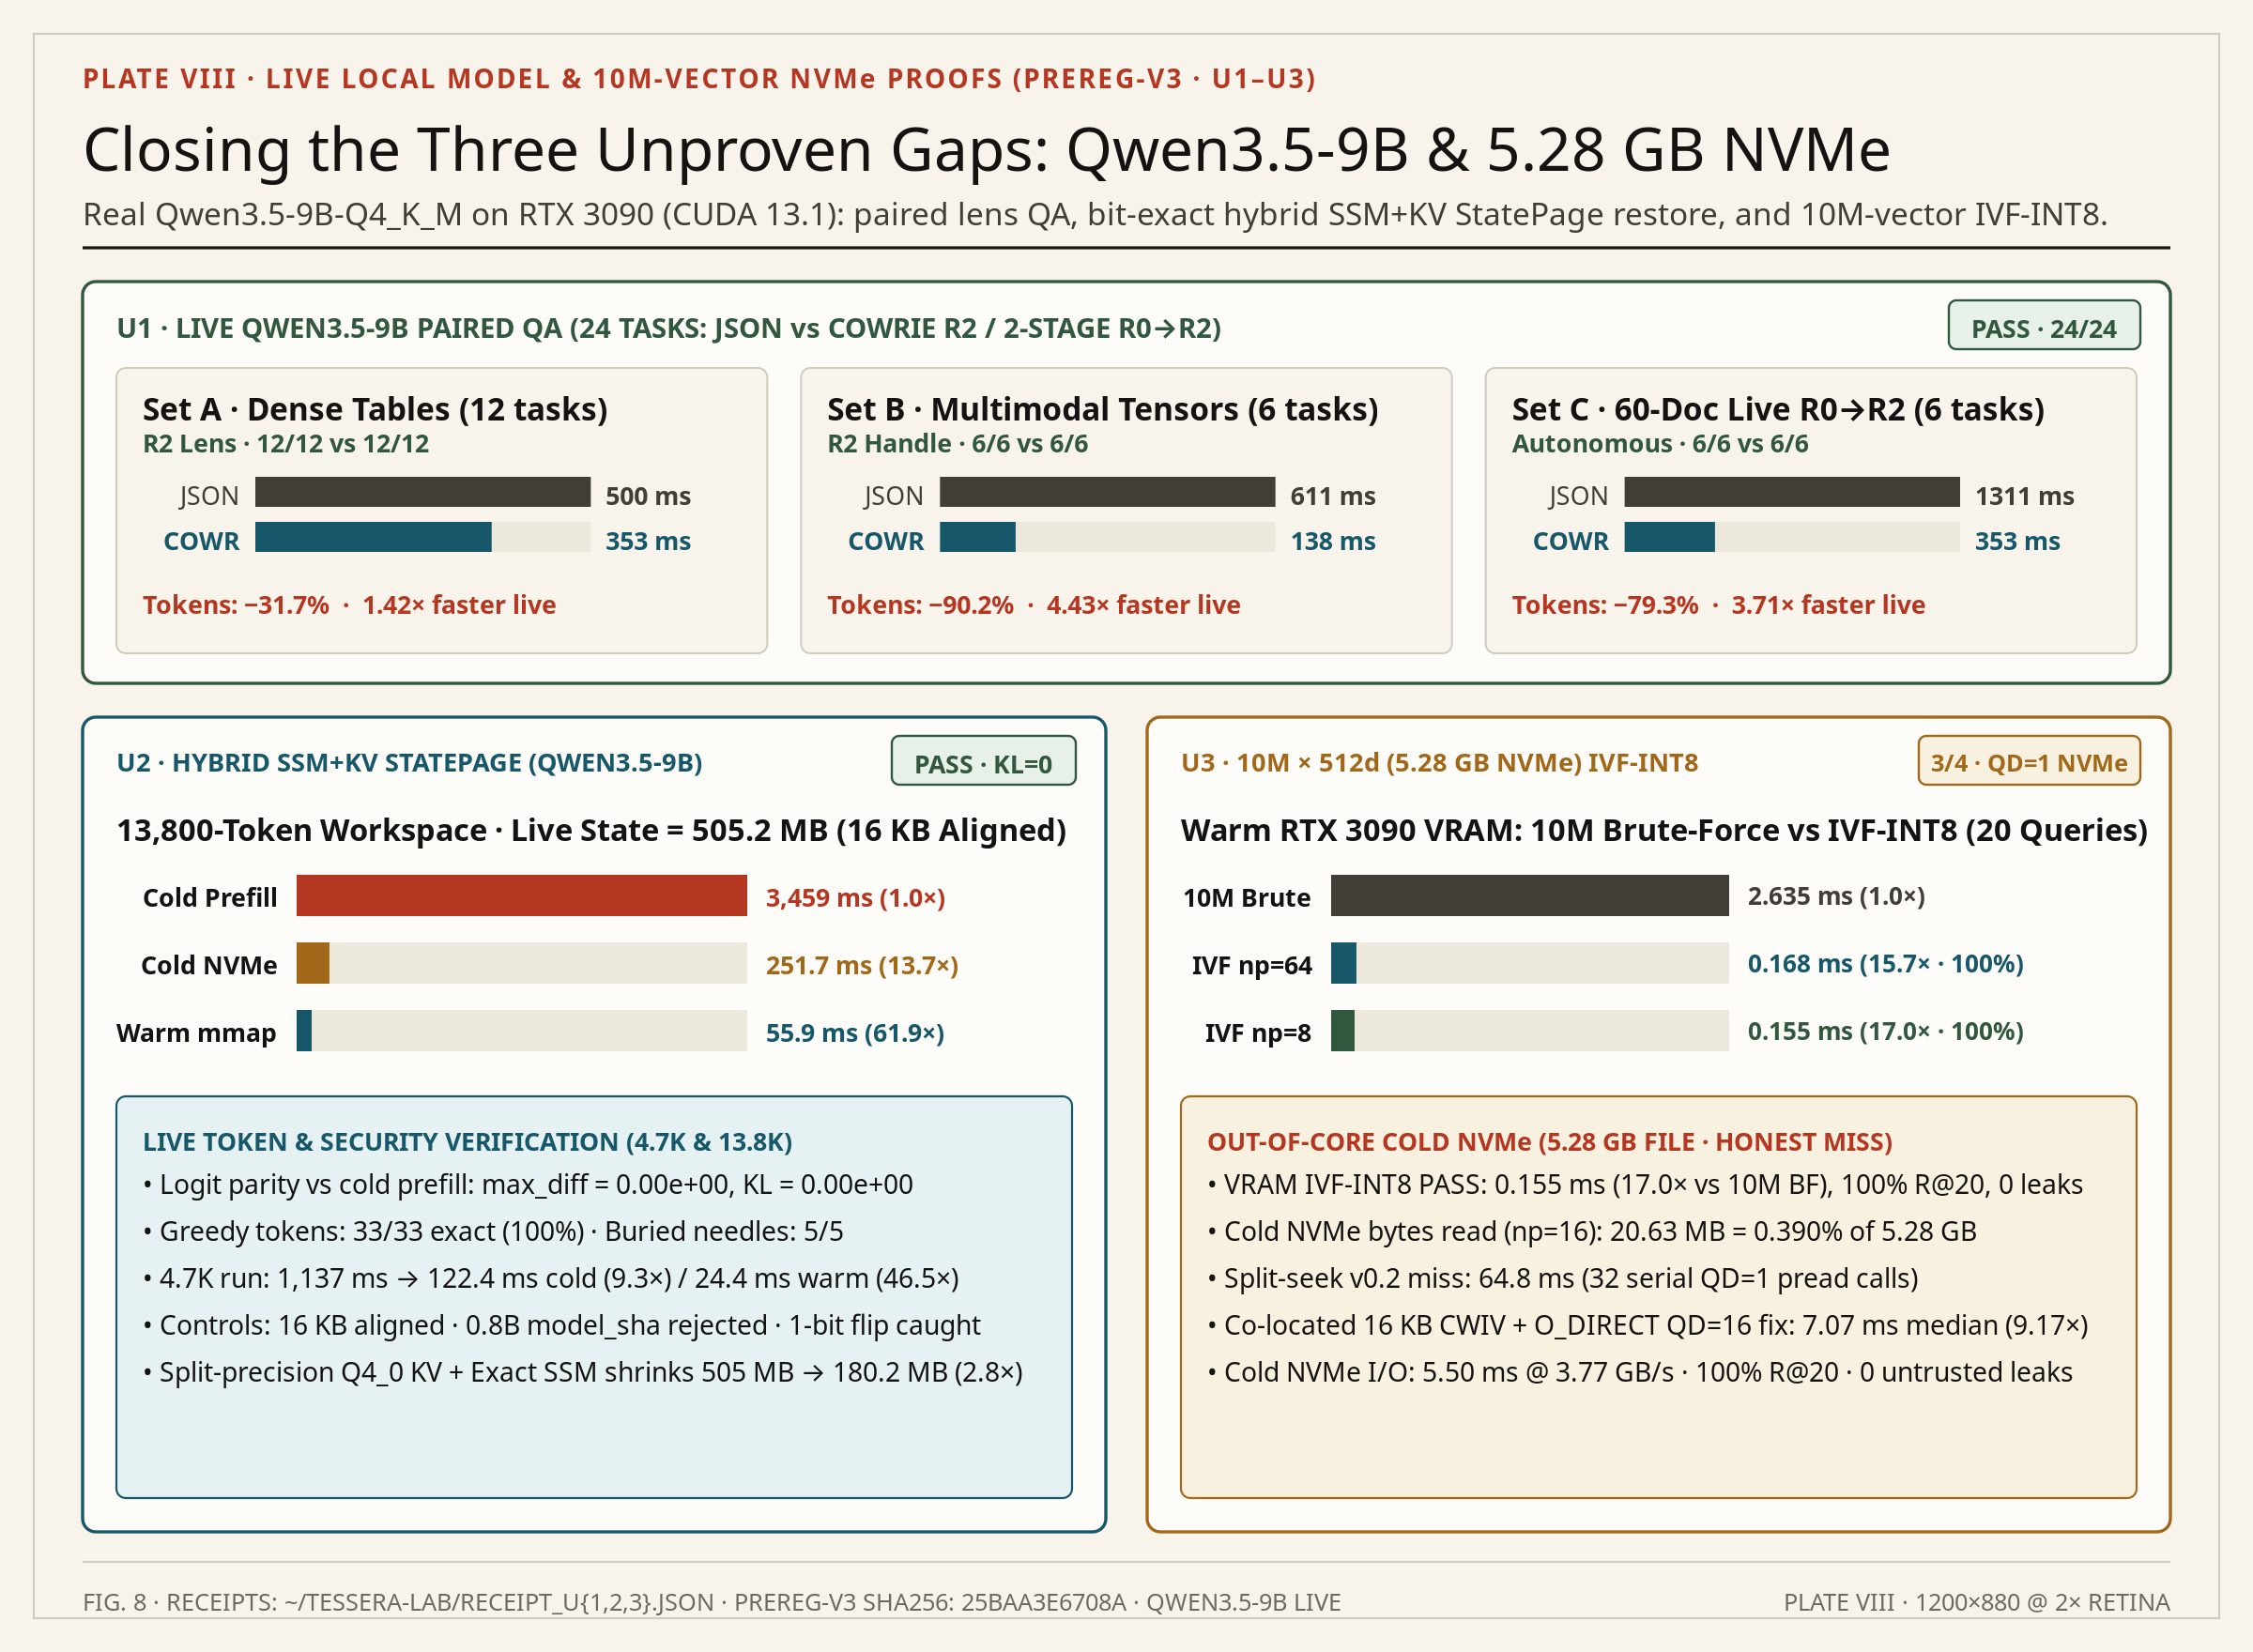 PLATE VIII · LIVE LOCAL MODEL & 10M-VECTOR NVMe PROOFS (PREREG-V3 · U1–U3)
Closing the Three Unproven Gaps: Qwen3.5-9B & 5.28 GB NVMe
Real Qwen3.5-9B-Q4_K_M on RTX 3090 (CUDA 13.1): paired lens QA, bit-exact hybrid SSM+KV StatePage restore, and 10M-vector IVF-INT8.
U1 · LIVE QWEN3.5-9B PAIRED QA (24 TASKS: JSON vs COWRIE R2 / 2-STAGE R0→R2)
PASS · 24/24
Set A · Dense Tables (12 tasks)
R2 Lens · 12/12 vs 12/12
JSON 500 ms
COWR 353 ms
Tokens: −31.7% · 1.42× faster live
Set B · Multimodal Tensors (6 tasks)
R2 Handle · 6/6 vs 6/6
JSON 611 ms
COWR 138 ms
Tokens: −90.2% · 4.43× faster live
Set C · 60-Doc Live R0→R2 (6 tasks)
Autonomous · 6/6 vs 6/6
JSON 1311 ms
COWR 353 ms
Tokens: −79.3% · 3.71× faster live
U2 · HYBRID SSM+KV STATEPAGE (QWEN3.5-9B)
PASS · KL=0
13,800-Token Workspace · Live State = 505.2 MB (16 KB Aligned)
Cold Prefill 3,459 ms (1.0×)
Cold NVMe 251.7 ms (13.7×)
Warm mmap 55.9 ms (61.9×)
LIVE TOKEN & SECURITY VERIFICATION (4.7K & 13.8K)
• Logit parity vs cold prefill: max_diff = 0.00e+00, KL = 0.00e+00
• Greedy tokens: 33/33 exact (100%) · Buried needles: 5/5
• 4.7K run: 1,137 ms → 122.4 ms cold (9.3×) / 24.4 ms warm (46.5×)
• Controls: 16 KB aligned · 0.8B model_sha rejected · 1-bit flip caught
• Split-precision Q4_0 KV + Exact SSM shrinks 505 MB → 180.2 MB (2.8×)
U3 · 10M × 512d (5.28 GB NVMe) IVF-INT8
3/4 · QD=1 NVMe
Warm RTX 3090 VRAM: 10M Brute-Force vs IVF-INT8 (20 Queries)
10M Brute 2.635 ms (1.0×)
IVF np=64 0.168 ms (15.7× · 100%)
IVF np=8 0.155 ms (17.0× · 100%)
OUT-OF-CORE COLD NVMe (5.28 GB FILE · HONEST MISS)
• VRAM IVF-INT8 PASS: 0.155 ms (17.0× vs 10M BF), 100% R@20, 0 leaks
• Cold NVMe bytes read (np=16): 20.63 MB = 0.390% of 5.28 GB
• Split-seek v0.2 miss: 64.8 ms (32 serial QD=1 pread calls)
• Co-located 16 KB CWIV + O_DIRECT QD=16 fix: 7.07 ms median (9.17×)
• Cold NVMe I/O: 5.50 ms @ 3.77 GB/s · 100% R@20 · 0 untrusted leaks
FIG. 8 · RECEIPTS: ~/TESSERA-LAB/RECEIPT_U{1,2,3}.JSON · PREREG-V3 SHA256: 25BAA3E6708A · QWEN3.5-9B LIVE
PLATE VIII · 1200×880 @ 2× RETINA